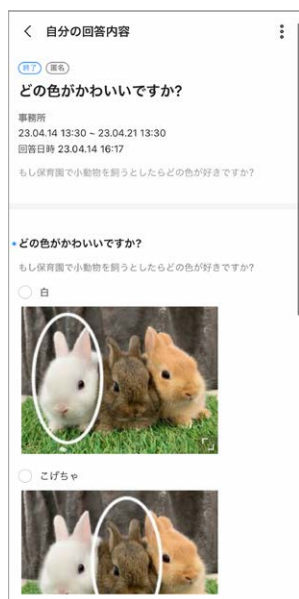 自分の回答内容
終了 匿名
どの色がかわいいですか?
事務所
23.04.14 13:30 ~ 23.04.21 13:30
回答日時 23.04.14 16:17
もし保育園で小動物を飼うとしたらどの色が好きですか?
どの色がかわいいですか?
もし保育園で小動物を飼うとしたらどの色が好きですか?
白
こげちゃ